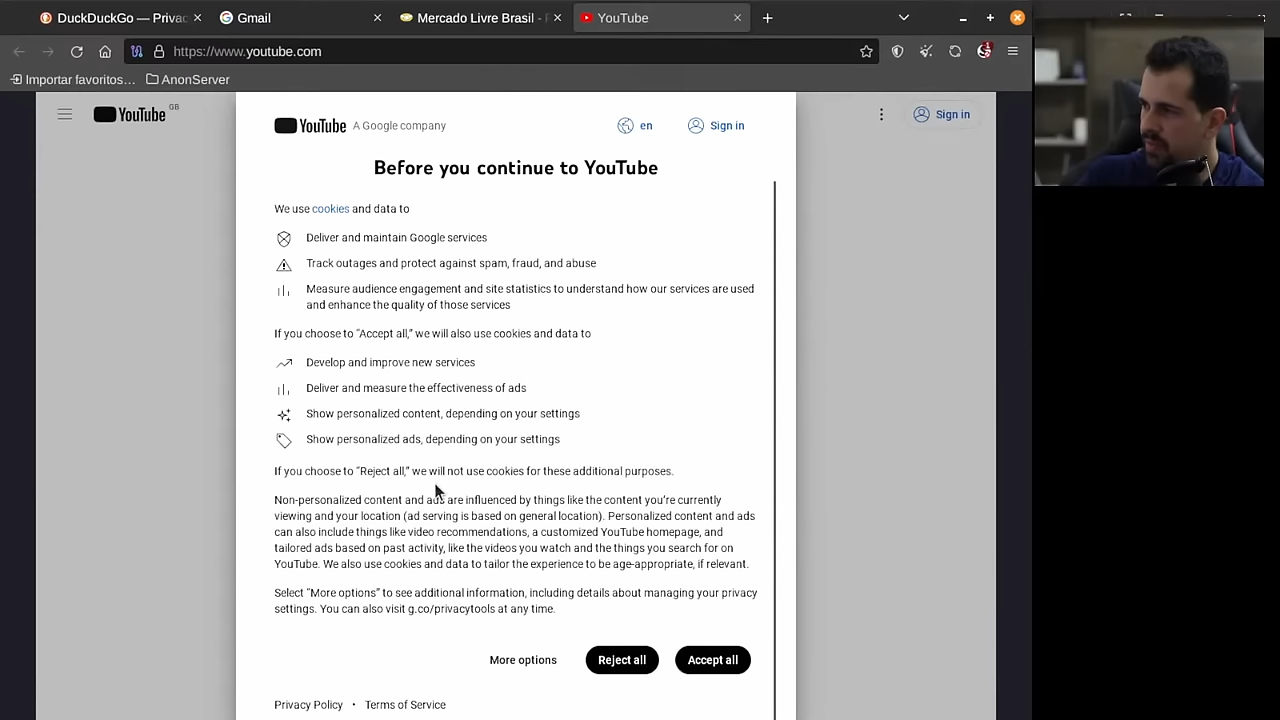 DuckDuckGo — Privac
Gmail
Mercado Livre Brasil - F
YouTube
https://www.youtube.com
Importar favoritos…
AnonServer
YouTube GB
Sign in
YouTube A Google company
en
Sign in
Before you continue to YouTube
We use cookies and data to
Deliver and maintain Google services
Track outages and protect against spam, fraud, and abuse
Measure audience engagement and site statistics to understand how our services are used
and enhance the quality of those services
If you choose to “Accept all,” we will also use cookies and data to
Develop and improve new services
Deliver and measure the effectiveness of ads
Show personalized content, depending on your settings
Show personalized ads, depending on your settings
If you choose to “Reject all,” we will not use cookies for these additional purposes.
Non-personalized content and ads are influenced by things like the content you’re currently
viewing and your location (ad serving is based on general location). Personalized content and ads
can also include things like video recommendations, a customized YouTube homepage, and
tailored ads based on past activity, like the videos you watch and the things you search for on
YouTube. We also use cookies and data to tailor the experience to be age-appropriate, if relevant.
Select “More options” to see additional information, including details about managing your privacy
settings. You can also visit g.co/privacytools at any time.
More options
Reject all
Accept all
Privacy Policy • Terms of Service